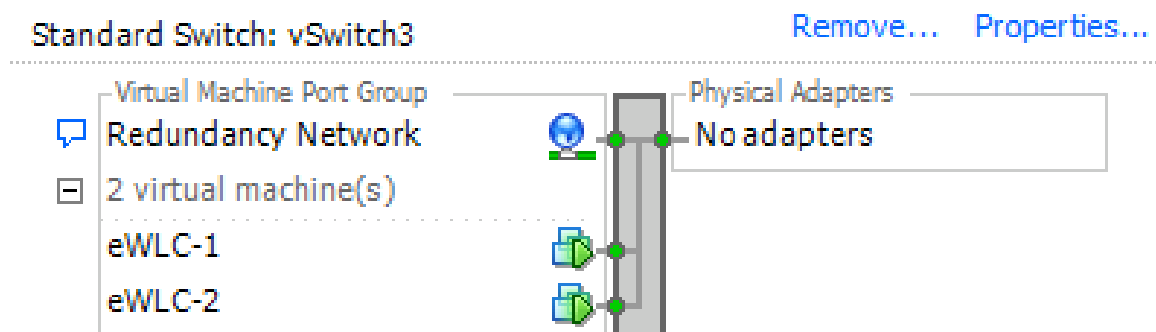 Standard Switch: vSwitch3 Remove... Properties...
Virtual Machine Port Group Physical Adapters
Redundancy Network No adapters
2 virtual machine(s)
eWLC-1
eWLC-2